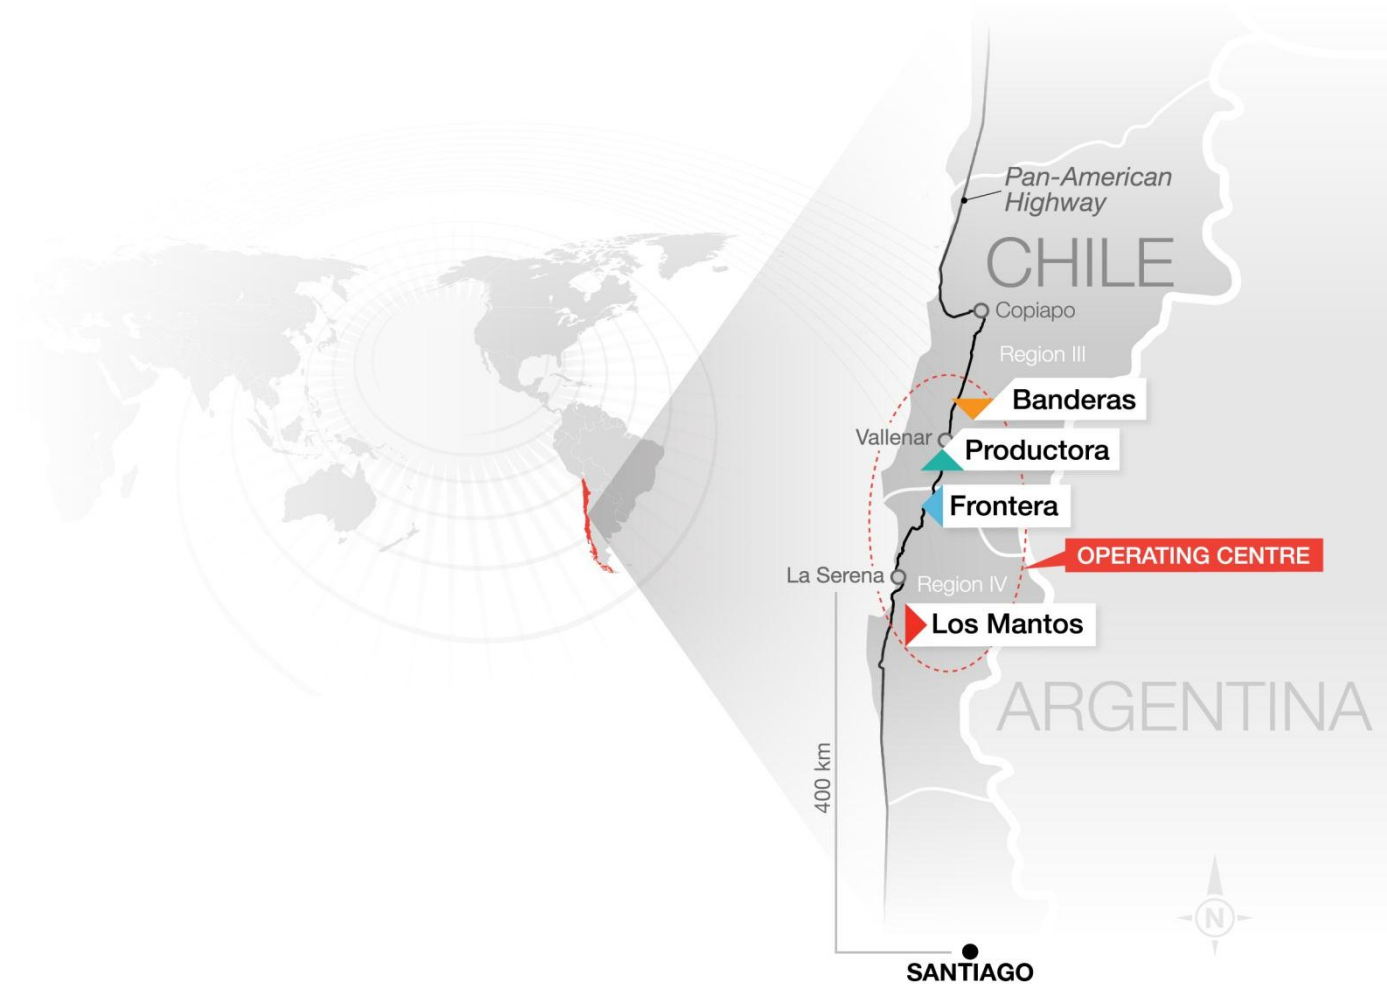 Pan-American
Highway
CHILE
Copiapo
Region III
Banderas
Vallenar
Productora
Frontera
OPERATING CENTRE
La Serena
Region IV
Los Mantos
ARGENTINA
400 km
N
SANTIAGO